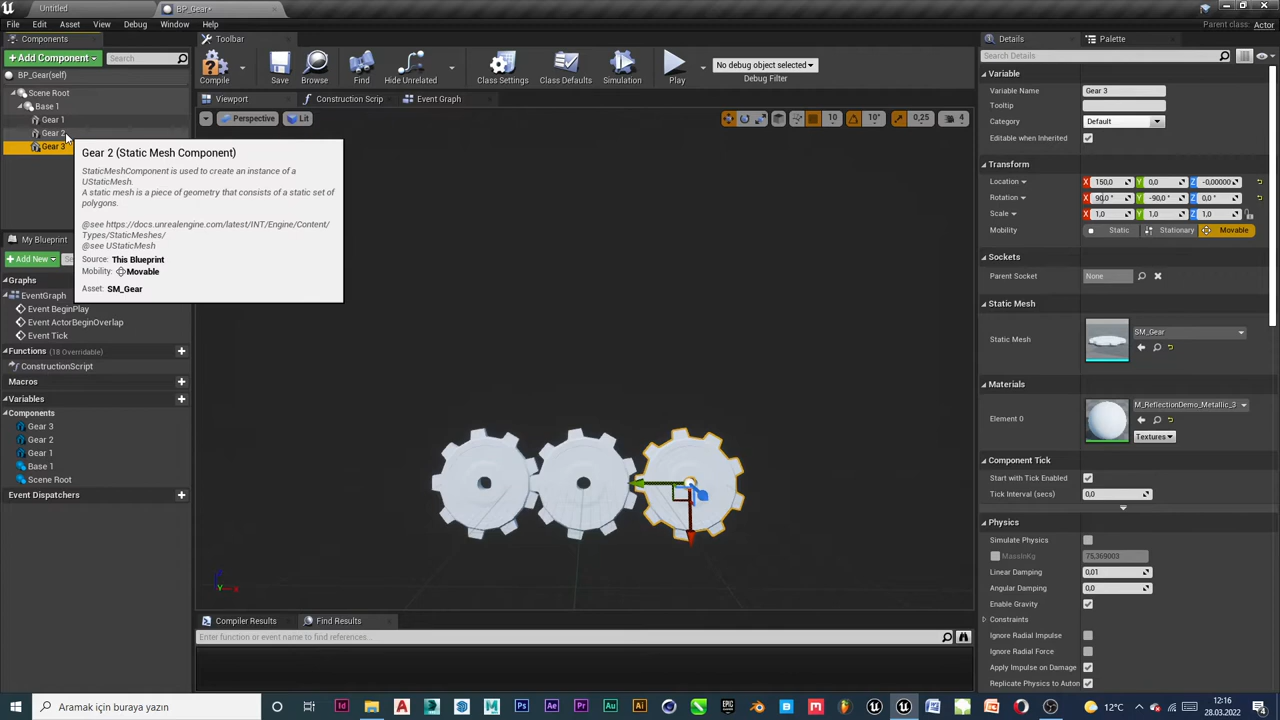 Untitled
BP_Gear*
File Edit Asset View Debug Window Help
Parent class: Actor
Components
+Add Component
Search
BP_Gear(self)
Scene Root
Base 1
Gear 1
Gear 2
Gear 3
Gear 2 (Static Mesh Component)
StaticMeshComponent is used to create an instance of a
UStaticMesh.
A static mesh is a piece of geometry that consists of a static set of
polygons.
@see https://docs.unrealengine.com/latest/INT/Engine/Content/
Types/StaticMeshes/
@see UStaticMesh
Source: This Blueprint
Mobility: Movable
Asset: SM_Gear
My Blueprint
+Add New
Graphs
EventGraph
Event BeginPlay
Event ActorBeginOverlap
Event Tick
Functions (18 Overridable)
ConstructionScript
Macros
Variables
Components
Gear 3
Gear 2
Gear 1
Base 1
Scene Root
Event Dispatchers
Toolbar
Compile
Save
Browse
Find
Hide Unrelated
Class Settings
Class Defaults
Simulation
Play
No debug object selected
Debug Filter
Viewport
Construction Scrip
Event Graph
Perspective
Lit
10
10°
0,25
4
Compiler Results
Find Results
Enter function or event name to find references...
Details
Palette
Search Details
Variable
Variable Name Gear 3
Tooltip
Category Default
Editable when Inherited
Transform
Location X 150,0 Y 0,0 Z -0,00000
Rotation X 90,0 ° Y -90,0 ° Z 0,0 °
Scale X 1,0 Y 1,0 Z 1,0
Mobility Static Stationary Movable
Sockets
Parent Socket None
Static Mesh
Static Mesh SM_Gear
Materials
Element 0 M_ReflectionDemo_Metallic_3
Textures
Component Tick
Start with Tick Enabled
Tick Interval (secs) 0,0
Physics
Simulate Physics
MassInKg 75,369003
Linear Damping 0,01
Angular Damping 0,0
Enable Gravity
Constraints
Ignore Radial Impulse
Ignore Radial Force
Apply Impulse on Damage
Replicate Physics to Auton
Aramak için buraya yazın
12°C
12:16
28.03.2022